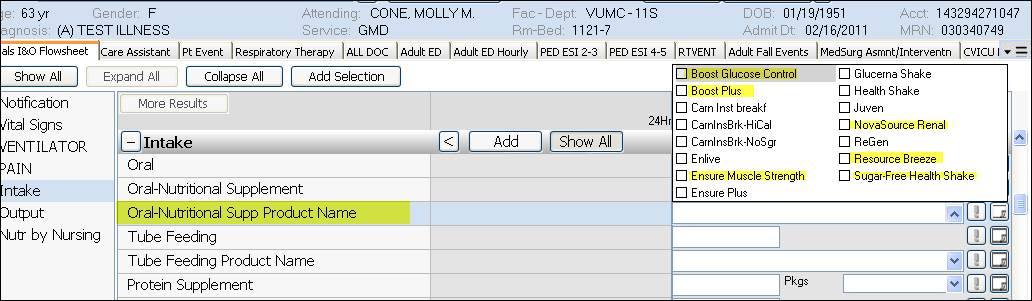 ge: 63 yr Gender: F Attending: CONE, MOLLY M. Fac - Dept: VUMC - 11S DOB: 01/19/1951 Acct: 143294271047
iagnosis: (A) TEST ILLNESS Service: GMD Rm-Bed: 1121-7 Admit Dt: 02/16/2011 MRN: 030340749
als I&O Flowsheet Care Assistant Pt Event Respiratory Therapy ALL DOC Adult ED Adult ED Hourly PED ESI 2-3 PED ESI 4-5 RTVENT Adult Fall Events MedSurg Asmnt/Interventn CVICU
Show All Expand All Collapse All Add Selection
Notification
Vital Signs
VENTILATOR
PAIN
Intake
Output
Nutr by Nursing
More Results
24Hr
Intake < Add Show All
Oral
Oral-Nutritional Supplement
Oral-Nutritional Supp Product Name
Tube Feeding
Tube Feeding Product Name
Protein Supplement Pkgs
Boost Glucose Control
Boost Plus
Carn Inst breakf
CarnInsBrk-HiCal
CarnInsBrk-NoSgr
Enlive
Ensure Muscle Strength
Ensure Plus
Glucerna Shake
Health Shake
Juven
NovaSource Renal
ReGen
Resource Breeze
Sugar-Free Health Shake